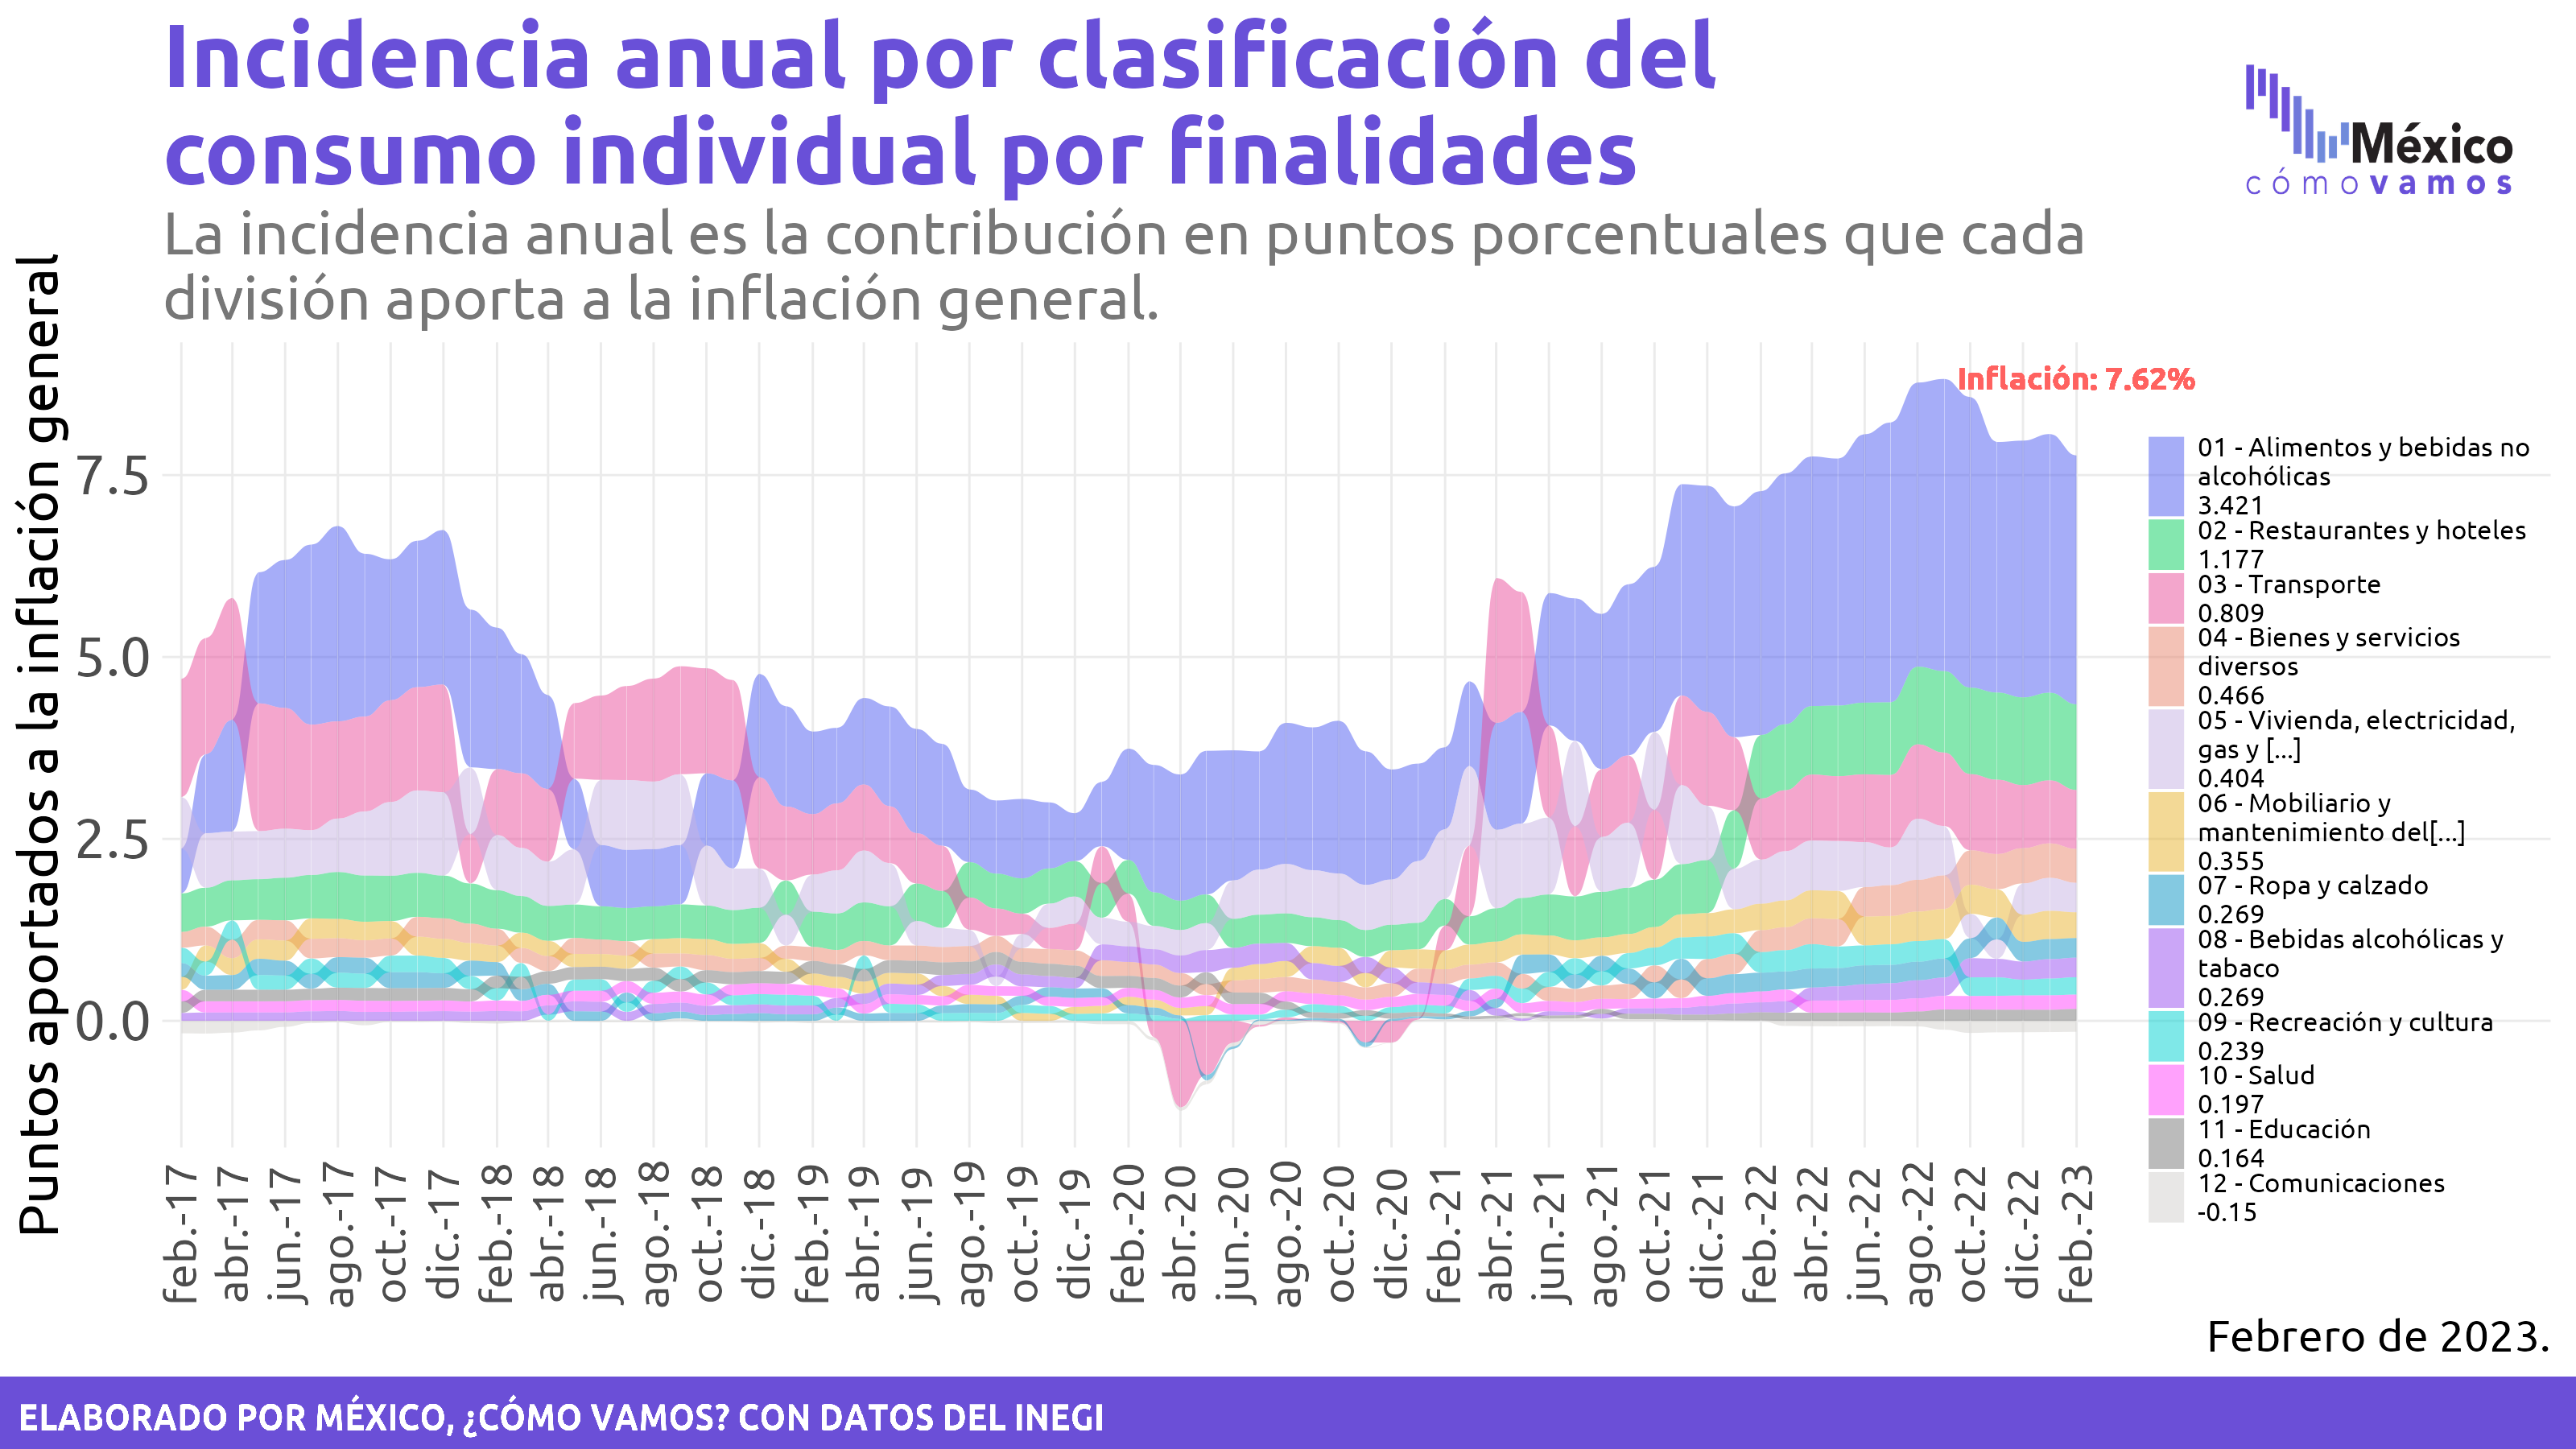 Incidencia anual por clasificación del
consumo individual por finalidades
La incidencia anual es la contribución en puntos porcentuales que cada
división aporta a la inflación general.
México
cómo vamos
Puntos aportados a la inflación general
7.5
5.0
2.5
0.0
Inflación: 7.62%
01 - Alimentos y bebidas no
alcohólicas
3.421
02 - Restaurantes y hoteles
1.177
03 - Transporte
0.809
04 - Bienes y servicios
diversos
0.466
05 - Vivienda, electricidad,
gas y [...]
0.404
06 - Mobiliario y
mantenimiento del[...]
0.355
07 - Ropa y calzado
0.269
08 - Bebidas alcohólicas y
tabaco
0.269
09 - Recreación y cultura
0.239
10 - Salud
0.197
11 - Educación
0.164
12 - Comunicaciones
-0.15
feb.-17
abr.-17
jun.-17
ago.-17
oct.-17
dic.-17
feb.-18
abr.-18
jun.-18
ago.-18
oct.-18
dic.-18
feb.-19
abr.-19
jun.-19
ago.-19
oct.-19
dic.-19
feb.-20
abr.-20
jun.-20
ago.-20
oct.-20
dic.-20
feb.-21
abr.-21
jun.-21
ago.-21
oct.-21
dic.-21
feb.-22
abr.-22
jun.-22
ago.-22
oct.-22
dic.-22
feb.-23
Febrero de 2023.
ELABORADO POR MÉXICO, ¿CÓMO VAMOS? CON DATOS DEL INEGI